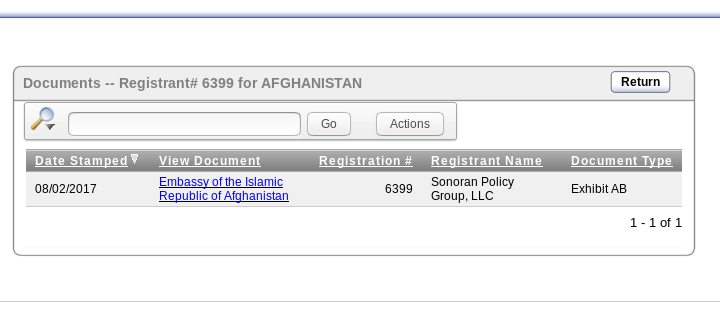 Documents -- Registrant# 6399 for AFGHANISTAN
Return
Go
Actions
Date Stamped View Document Registration # Registrant Name Document Type
08/02/2017 Embassy of the Islamic Republic of Afghanistan 6399 Sonoran Policy Group, LLC Exhibit AB
1 - 1 of 1